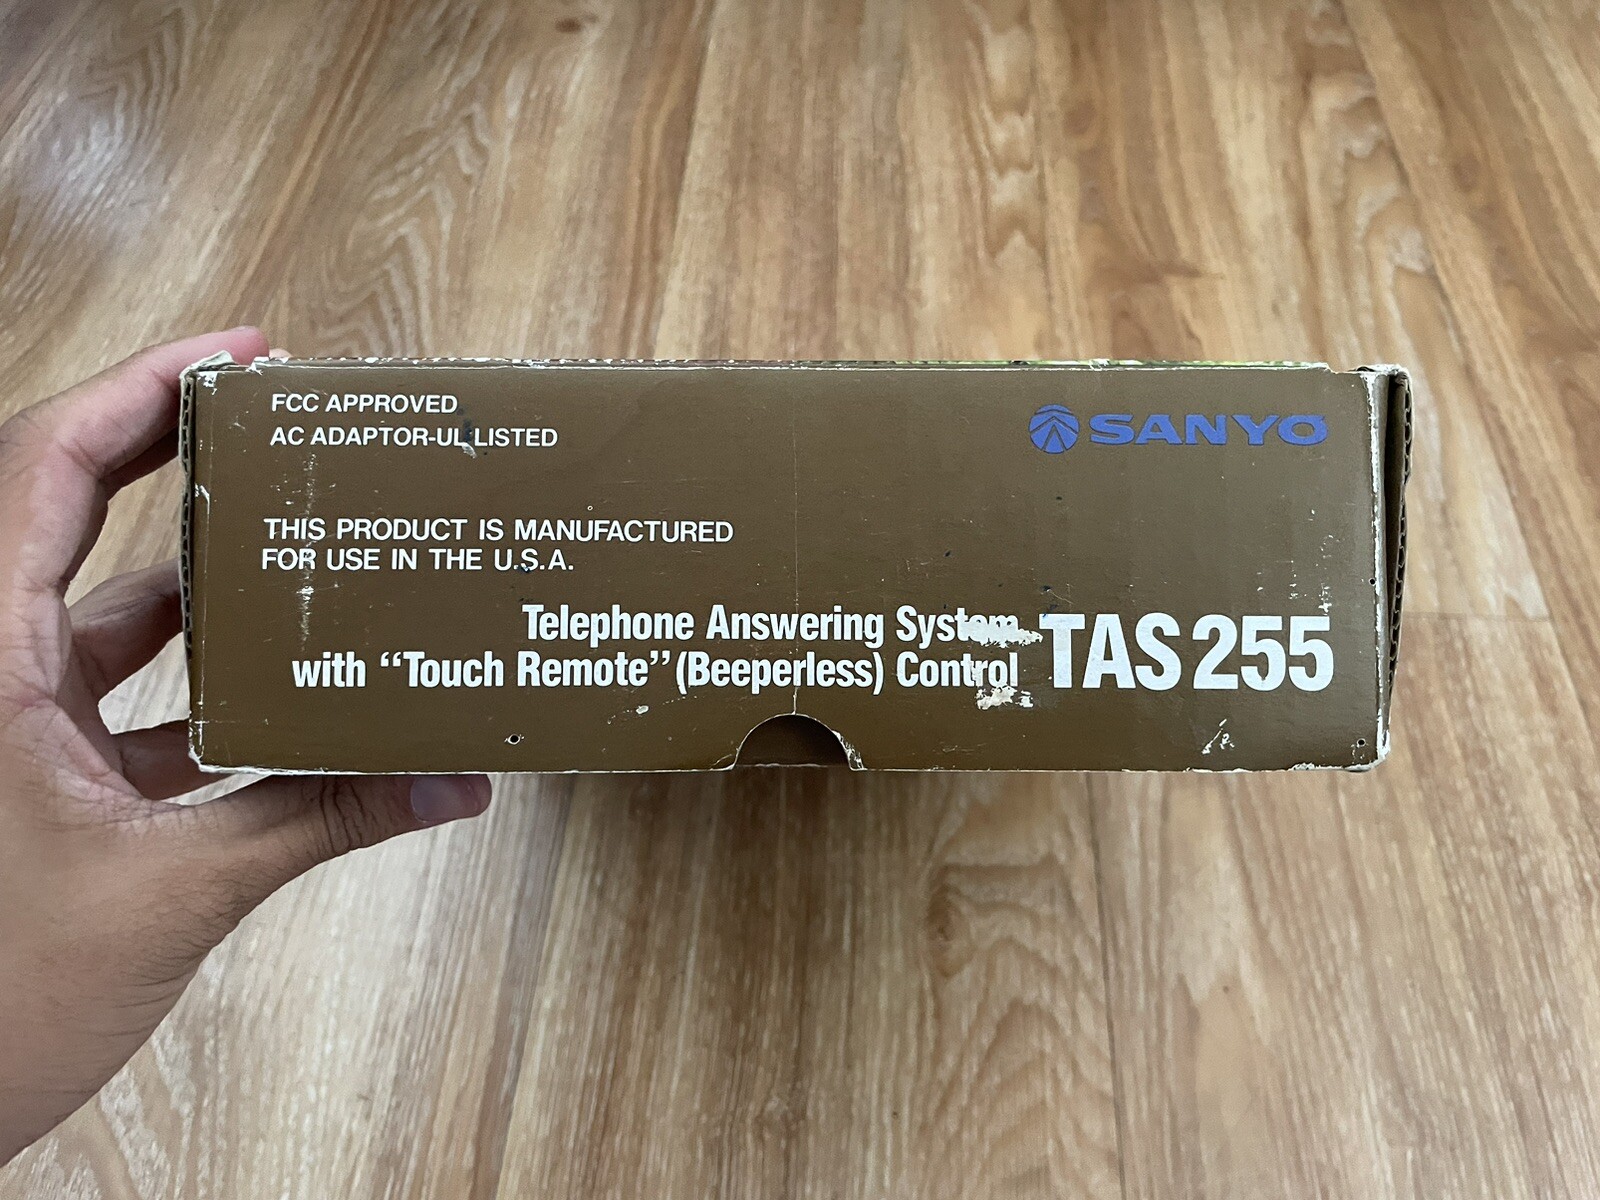 FCC APPROVED
AC ADAPTOR-UL LISTED
SANYO
THIS PRODUCT IS MANUFACTURED
FOR USE IN THE U.S.A.
Telephone Answering System
with “Touch Remote” (Beeperless) Control
TAS 255